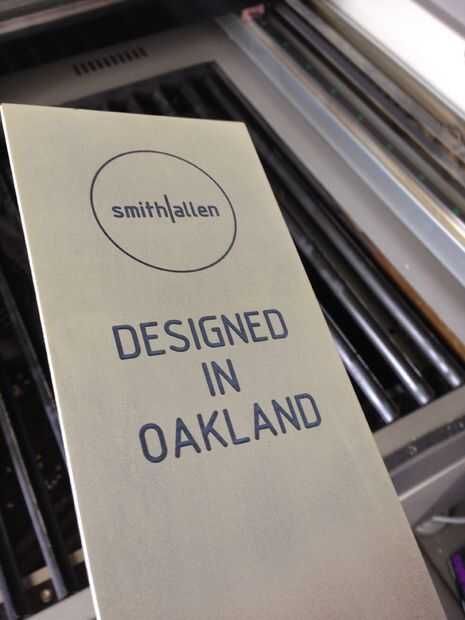 smith|allen
DESIGNED
IN
OAKLAND